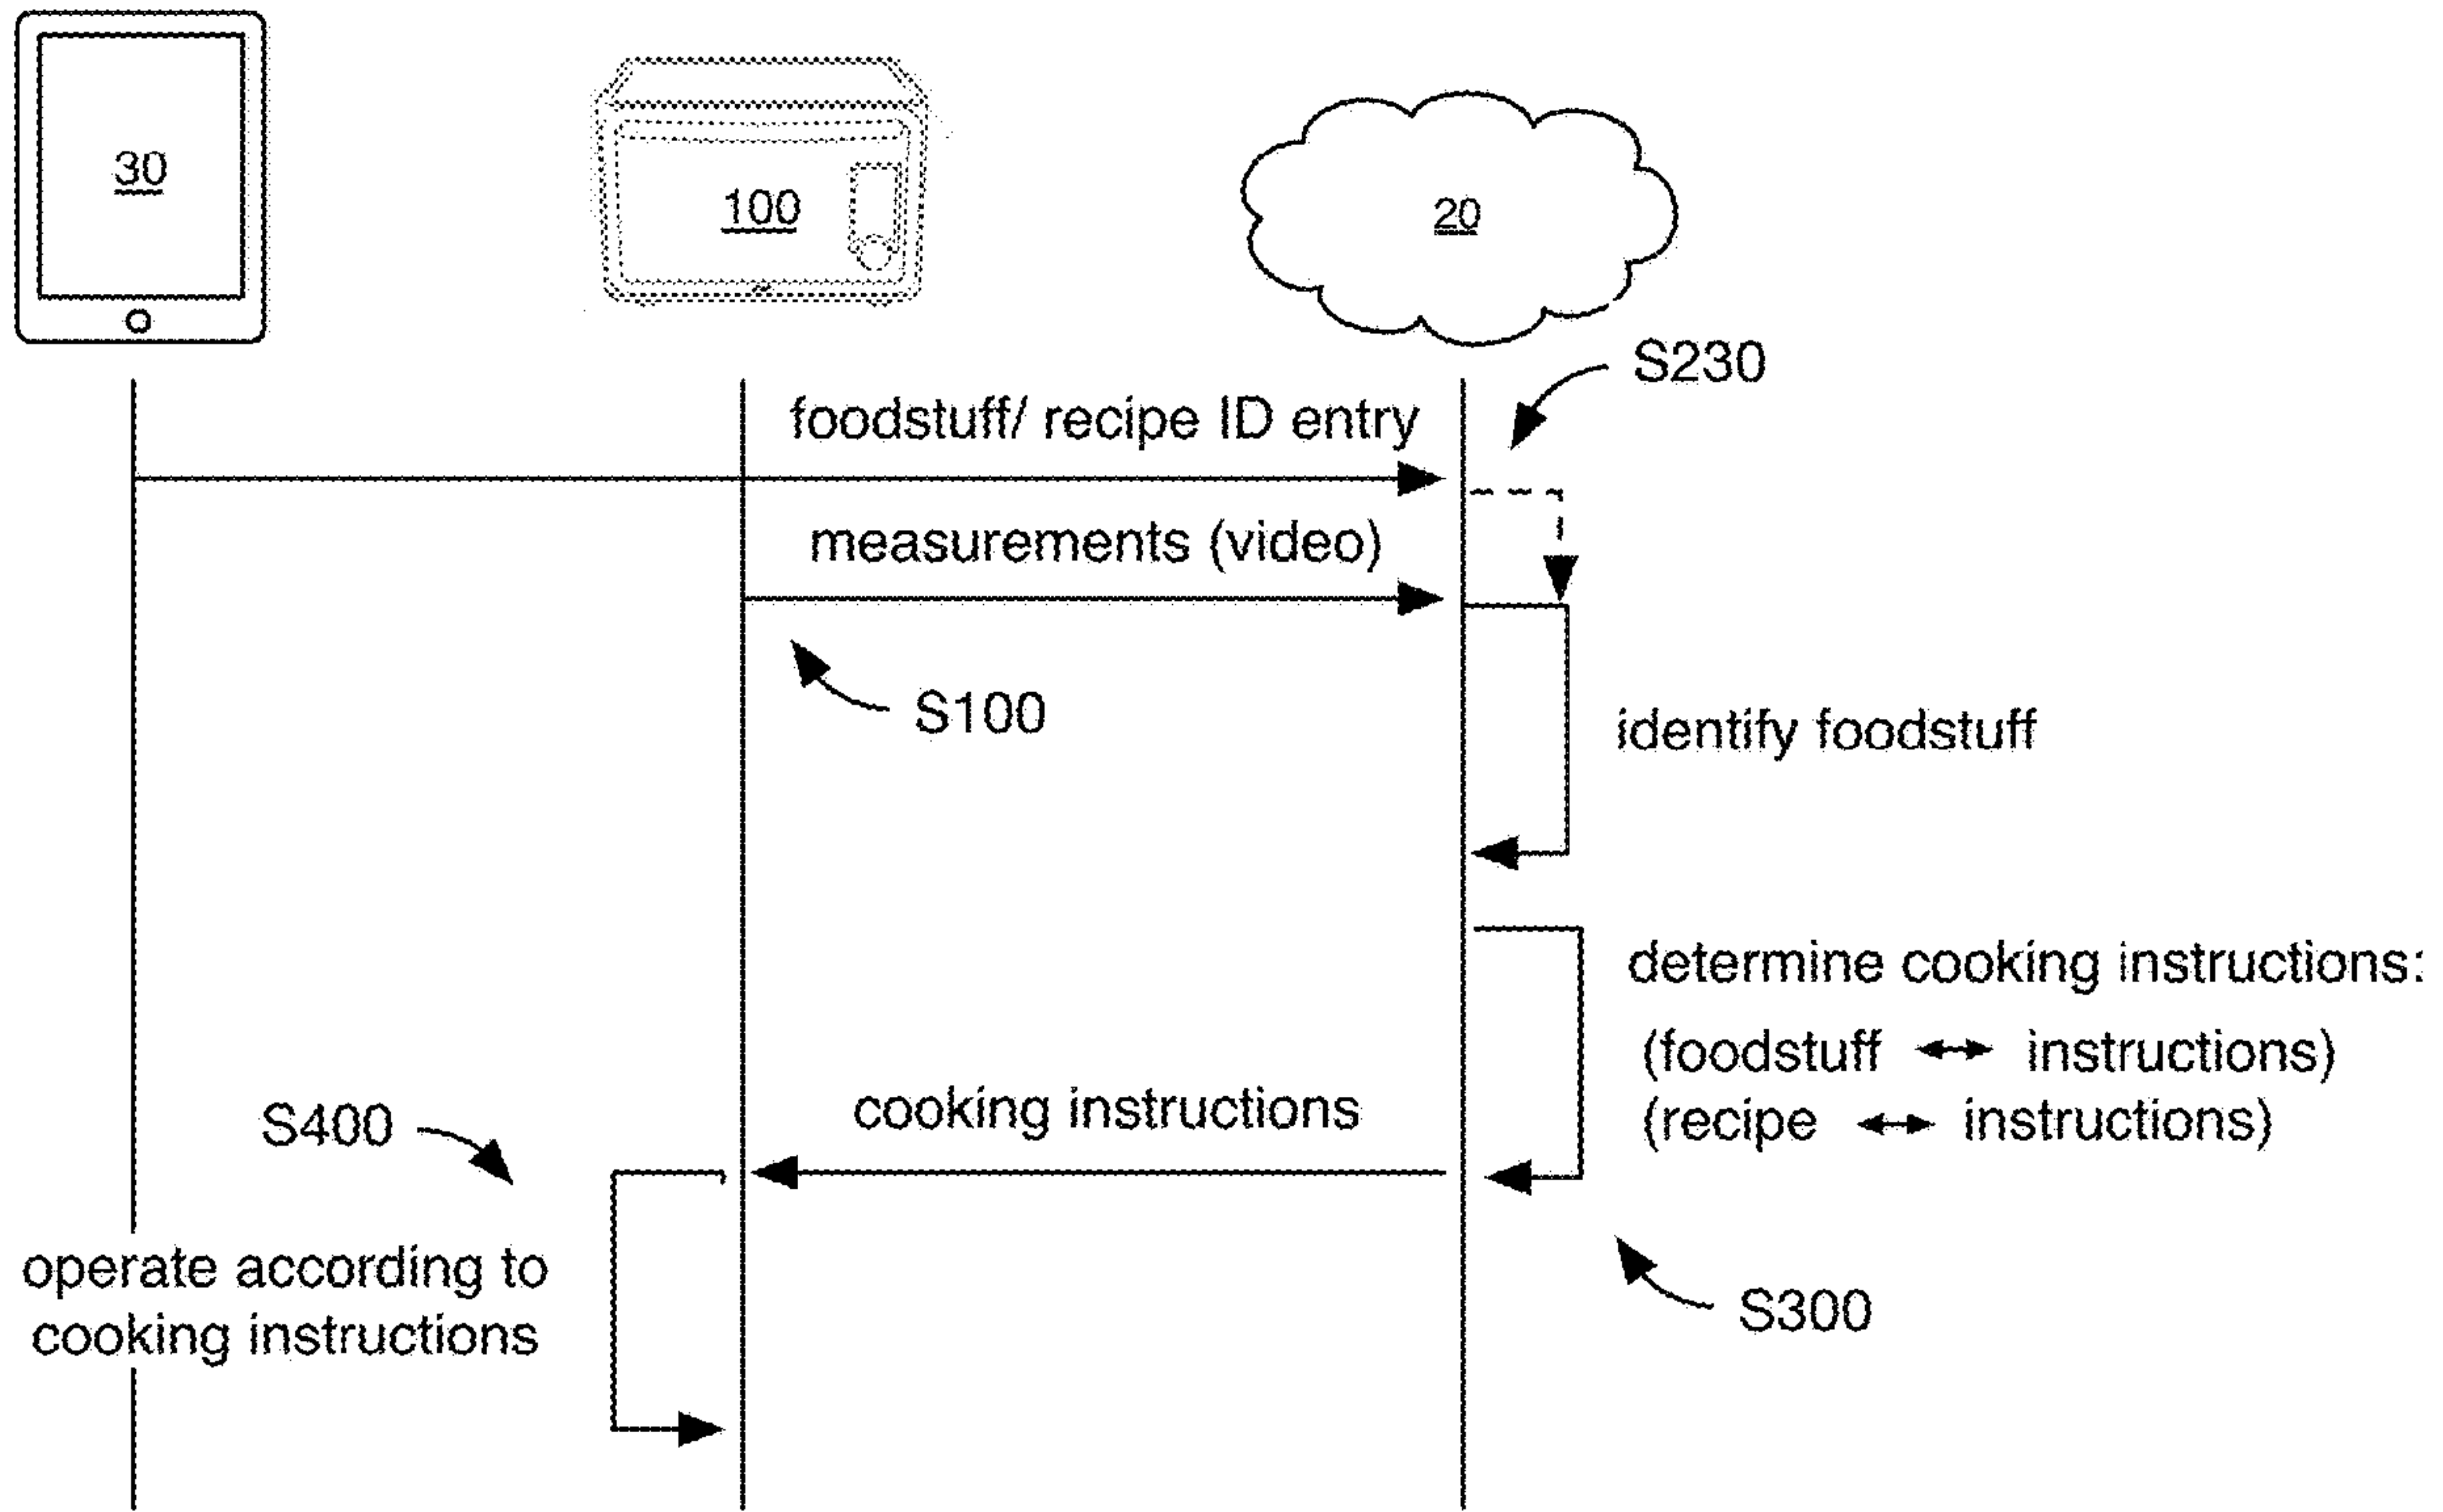 30
100
20
S230
foodstuff/ recipe ID entry
measurements (video)
S100
identify foodstuff
determine cooking instructions:
(foodstuff ↔ instructions)
(recipe ↔ instructions)
cooking instructions
S400
operate according to
cooking instructions
S300